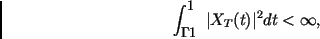 ∫_{Γ1}^{1} |X_T(t)|^2 dt < ∞,